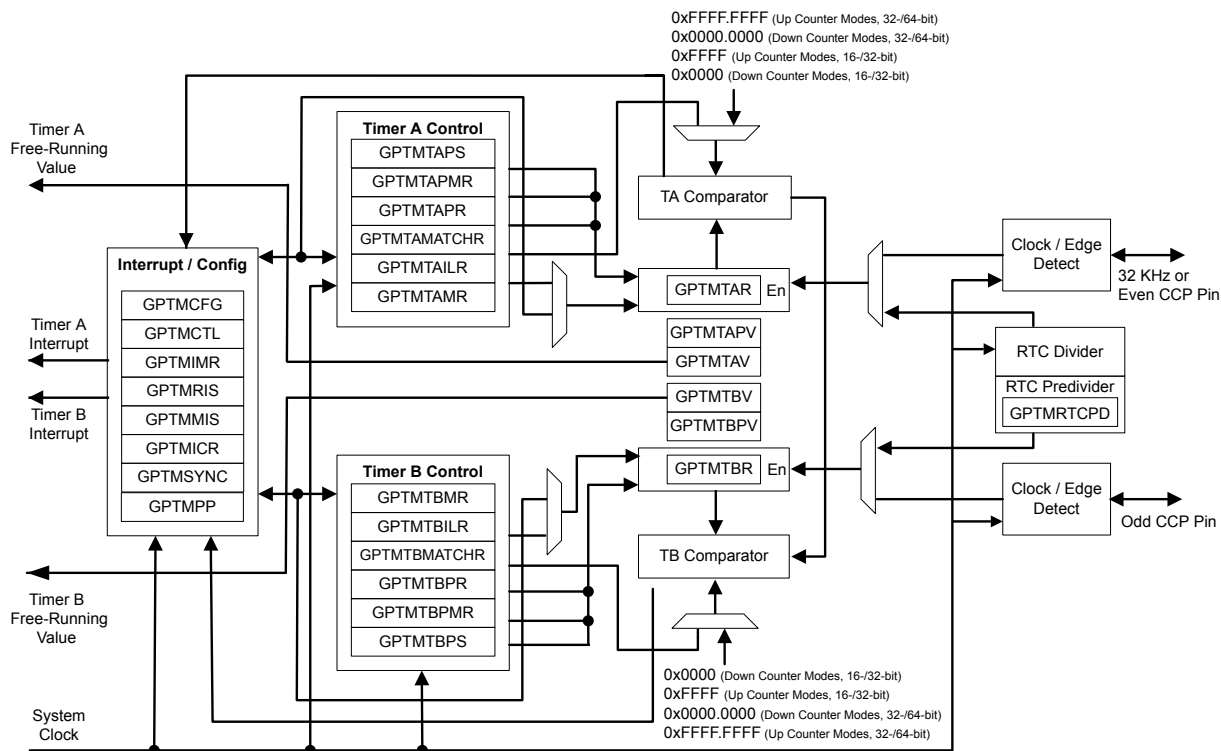 0xFFFF.FFFF (Up Counter Modes, 32-/64-bit)
0x0000.0000 (Down Counter Modes, 32-/64-bit)
0xFFFF (Up Counter Modes, 16-/32-bit)
0x0000 (Down Counter Modes, 16-/32-bit)
Timer A
Free-Running
Value
Timer A Control
GPTMTAPS
GPTMTAPMR
GPTMTAPR
GPTMTAMATCHR
GPTMTAILR
GPTMTAMR
TA Comparator
Clock / Edge
Detect
32 KHz or
Even CCP Pin
Interrupt / Config
GPTMCFG
GPTMCTL
GPTMIMR
GPTMRIS
GPTMMIS
GPTMICR
GPTMSYNC
GPTMPP
GPTMTAR
En
Timer A
Interrupt
GPTMTAPV
GPTMTAV
RTC Divider
RTC Predivider
GPTMRTCPD
Timer B
Interrupt
GPTMTBV
GPTMTBPV
Timer B Control
GPTMTBMR
GPTMTBILR
GPTMTBMATCHR
GPTMTBPR
GPTMTBPMR
GPTMTBPS
GPTMTBR
En
Clock / Edge
Detect
Odd CCP Pin
TB Comparator
Timer B
Free-Running
Value
0x0000 (Down Counter Modes, 16-/32-bit)
0xFFFF (Up Counter Modes, 16-/32-bit)
0x0000.0000 (Down Counter Modes, 32-/64-bit)
0xFFFF.FFFF (Up Counter Modes, 32-/64-bit)
System
Clock